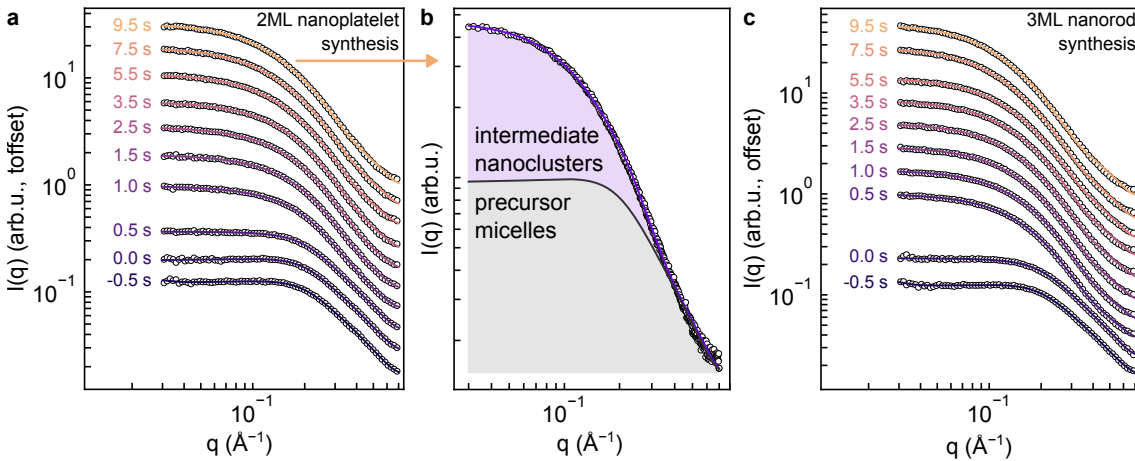 a
2ML nanoplatelet
synthesis
9.5 s
7.5 s
5.5 s
3.5 s
2.5 s
1.5 s
1.0 s
0.5 s
0.0 s
-0.5 s
10¹
10⁰
10⁻¹
I(q) (arb.u., toffset)
10⁻¹
q (Å⁻¹)
b
intermediate
nanoclusters
precursor
micelles
I(q) (arb.u.)
10⁻¹
q (Å⁻¹)
c
3ML nanorod
synthesis
9.5 s
7.5 s
5.5 s
3.5 s
2.5 s
1.5 s
1.0 s
0.5 s
0.0 s
-0.5 s
10¹
10⁰
10⁻¹
I(q) (arb.u., offset)
10⁻¹
q (Å⁻¹)